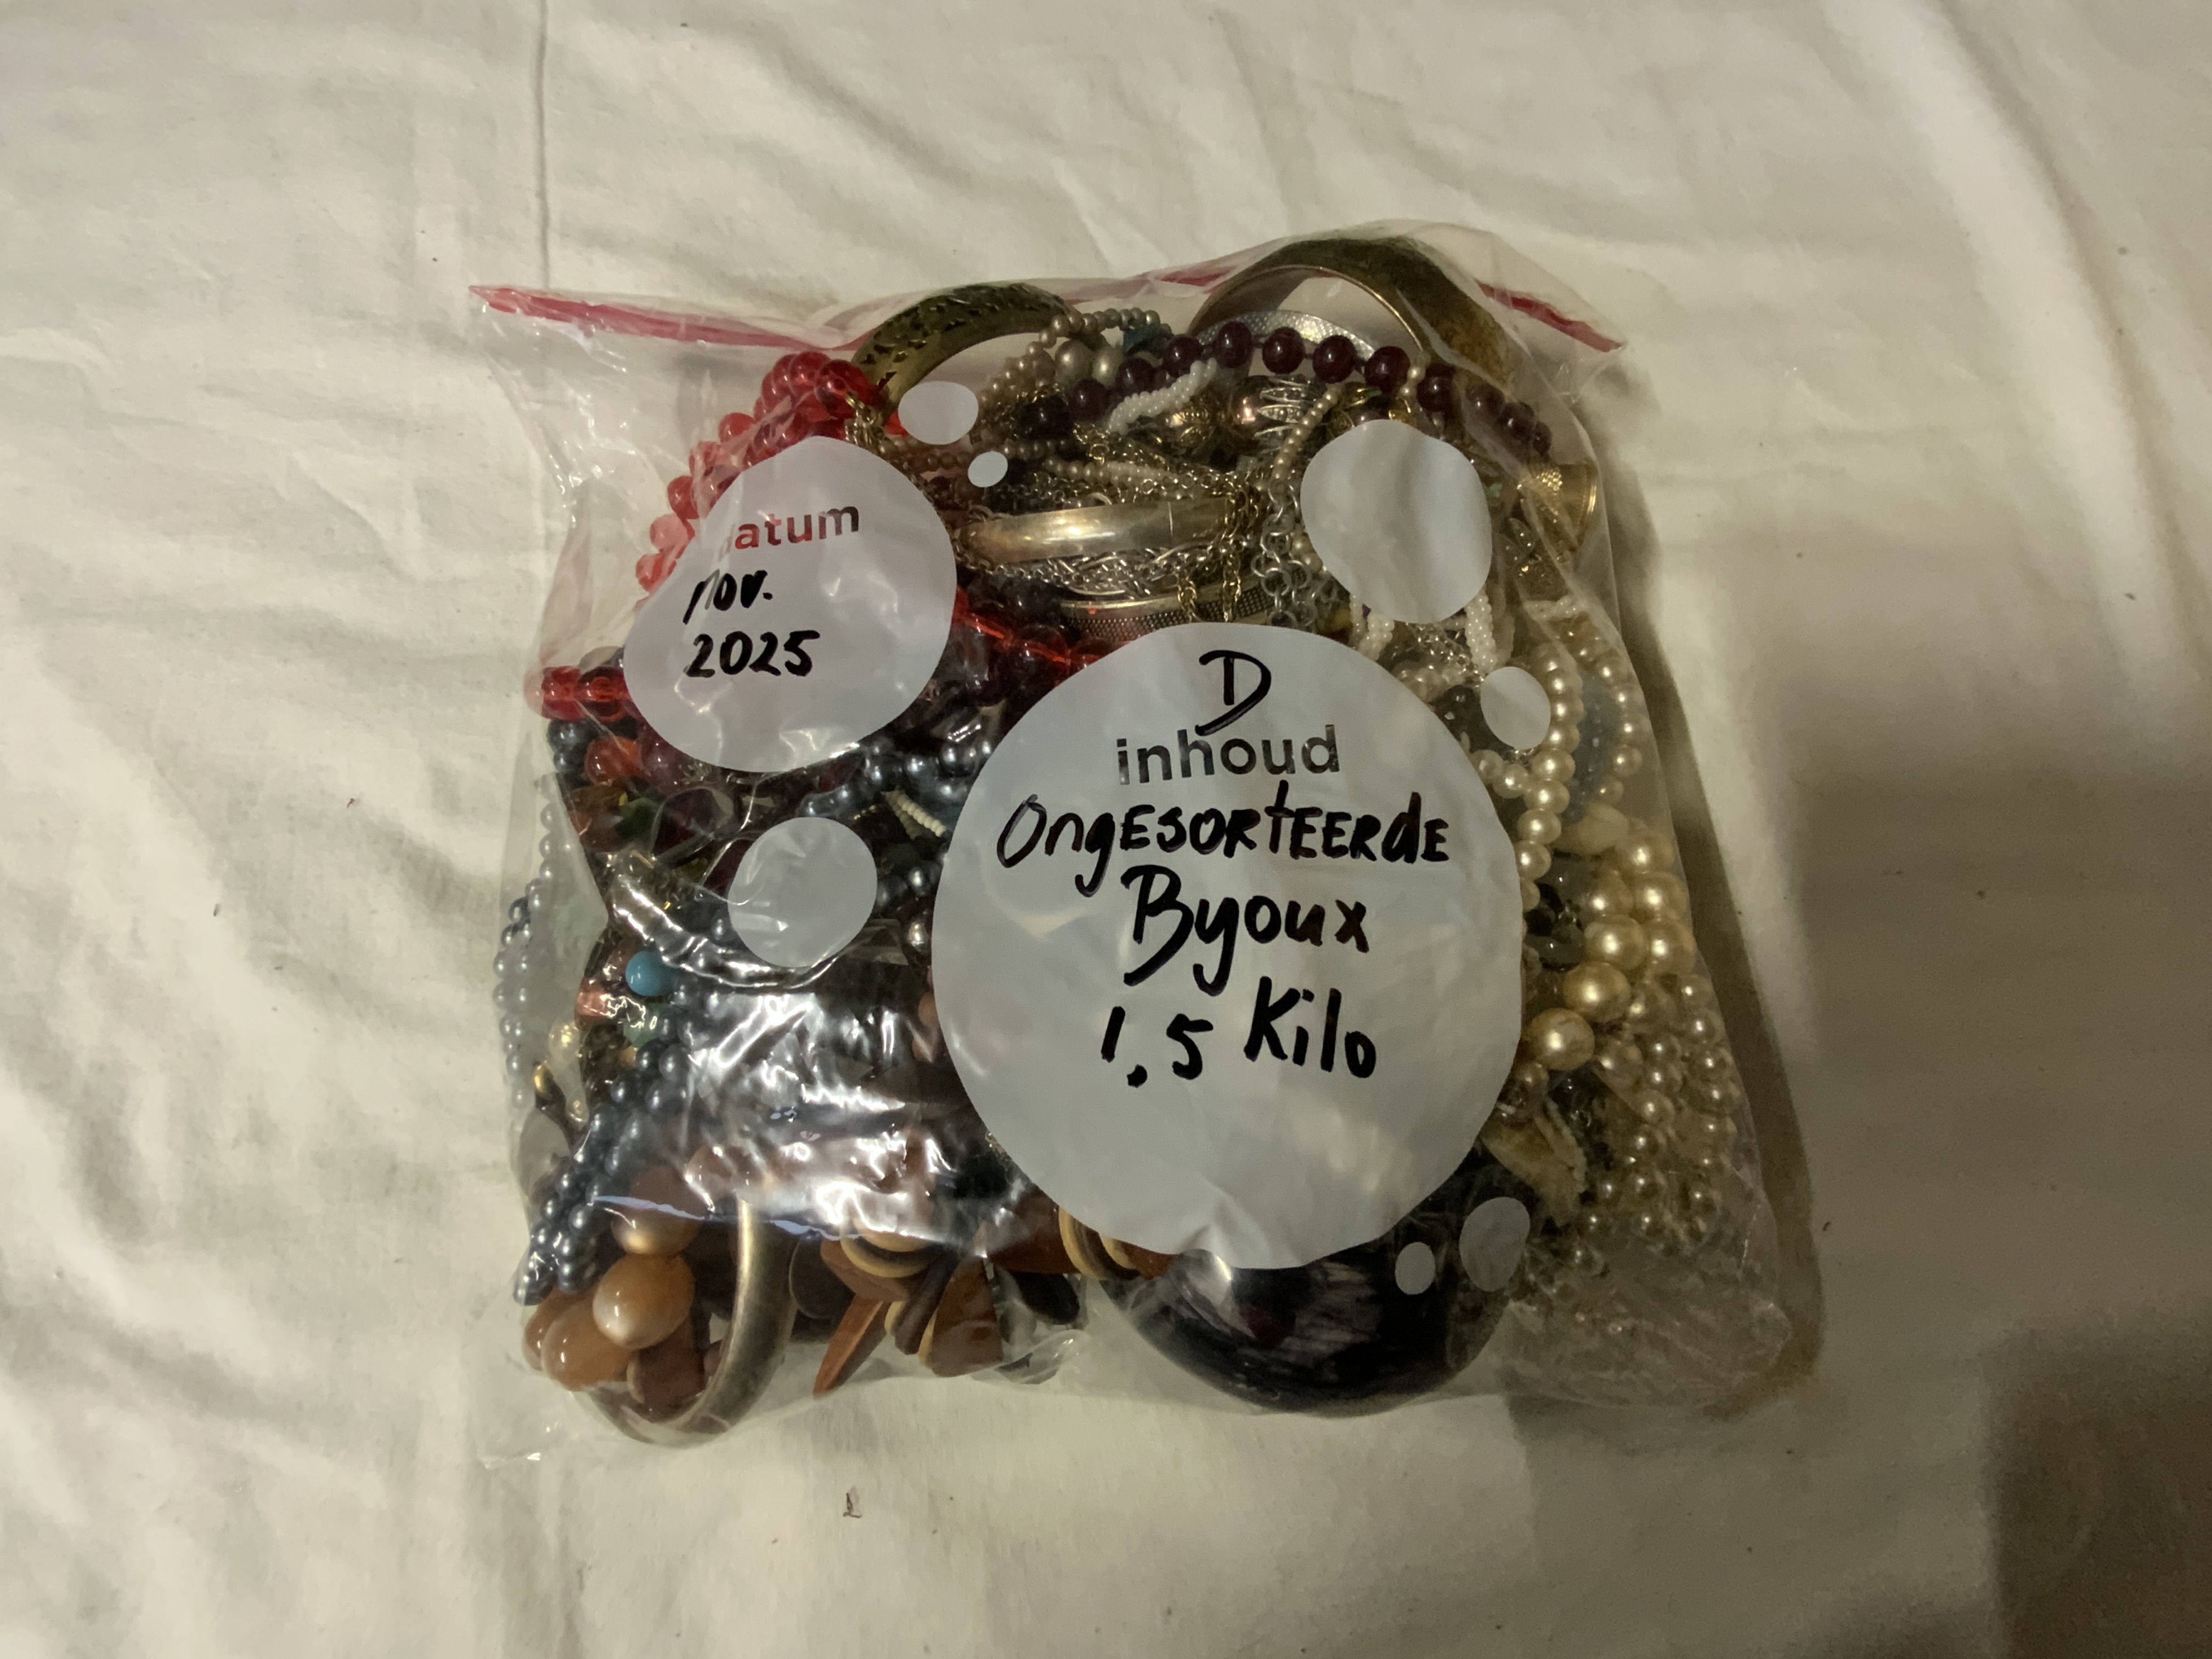 datum
nov.
2025
D
inhoud
OngESORtEERdE
Byoux
1,5 Kilo